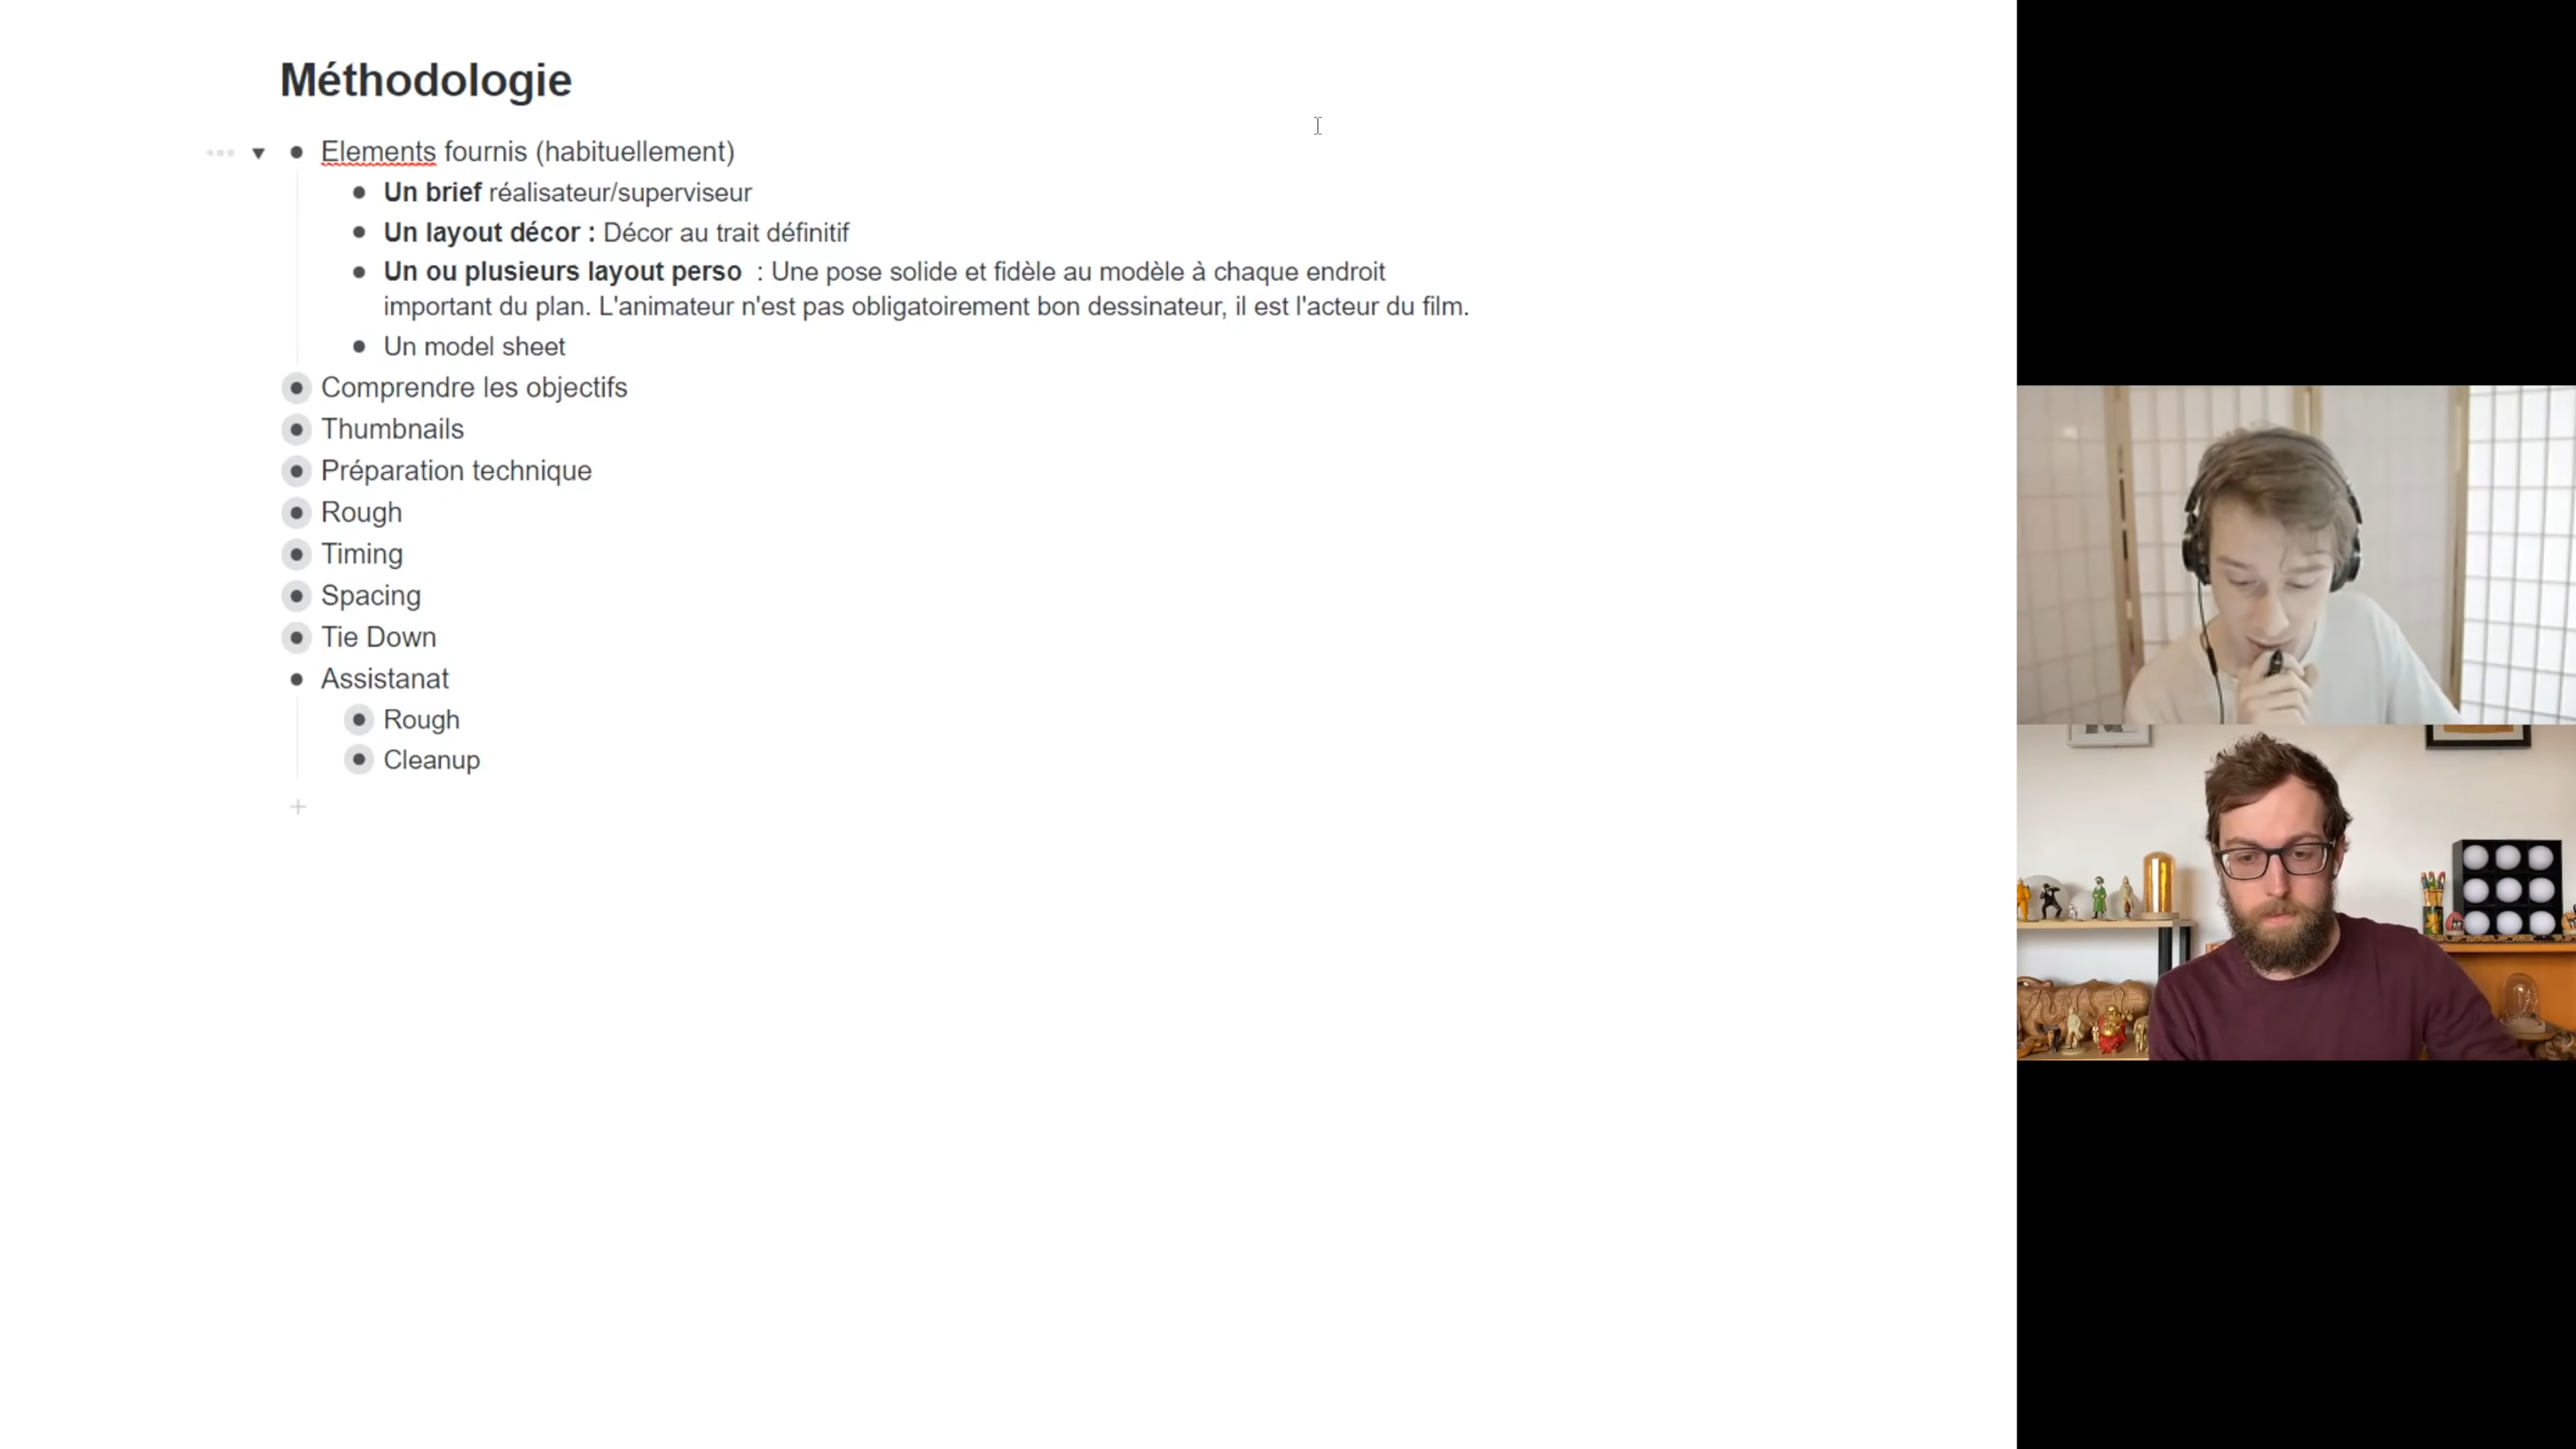 Méthodologie
Elements fournis (habituellement)
Un brief réalisateur/superviseur
Un layout décor : Décor au trait définitif
Un ou plusieurs layout perso : Une pose solide et fidèle au modèle à chaque endroit
important du plan. L'animateur n'est pas obligatoirement bon dessinateur, il est l'acteur du film.
Un model sheet
Comprendre les objectifs
Thumbnails
Préparation technique
Rough
Timing
Spacing
Tie Down
Assistanat
Rough
Cleanup